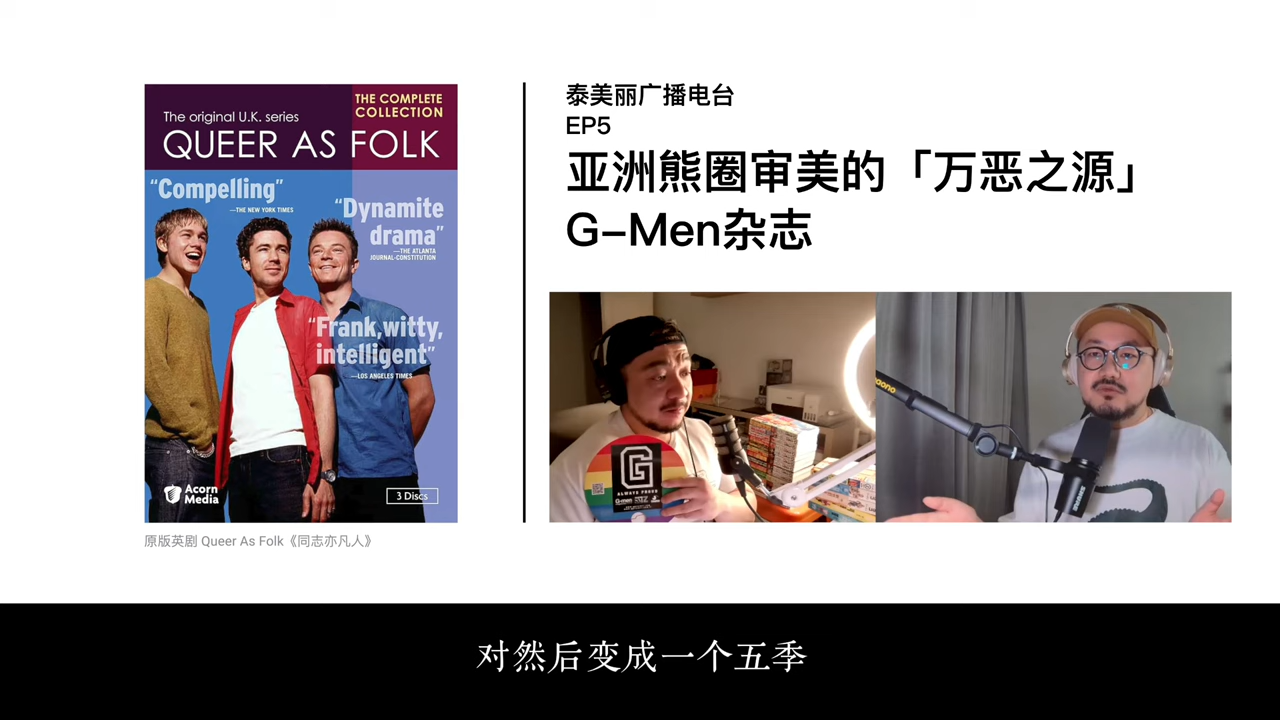 THE COMPLETE
COLLECTION
The original U.K. series
QUEER AS FOLK
“Compelling”
—THE NEW YORK TIMES
“Dynamite
drama”
—THE ATLANTA
JOURNAL-CONSTITUTION
“Frank,witty,
intelligent”
—LOS ANGELES TIMES
Acorn
Media
3 Discs
原版英剧 Queer As Folk《同志亦凡人》
泰美丽广播电台
EP5
亚洲熊圈审美的「万恶之源」
G-Men杂志
G
ALWAYS PROUD
G-men
maono
对然后变成一个五季